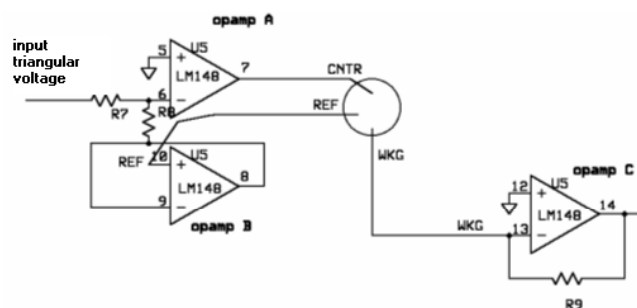 opamp A
input
triangular
voltage
5
U5
7
LM148
6
R7
R8
CNTR
REF
WKG
REF
10
U5
8
LM148
9
opamp B
opamp C
12
U5
14
LM148
WKG
13
R9